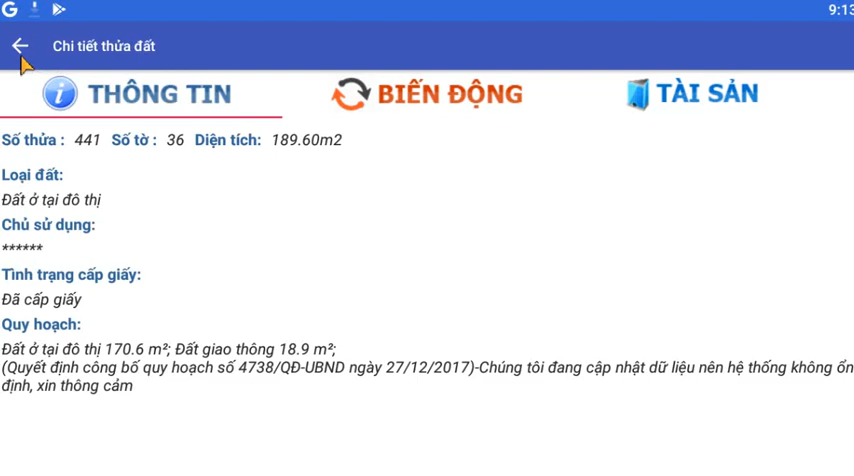 9:13
Chi tiết thửa đất
THÔNG TIN BIẾN ĐỘNG TÀI SẢN
Số thửa : 441 Số tờ : 36 Diện tích: 189.60m2
Loại đất:
Đất ở tại đô thị
Chủ sử dụng:
******
Tình trạng cấp giấy:
Đã cấp giấy
Quy hoạch:
Đất ở tại đô thị 170.6 m²; Đất giao thông 18.9 m²;
(Quyết định công bố quy hoạch số 4738/QĐ-UBND ngày 27/12/2017)-Chúng tôi đang cập nhật dữ liệu nên hệ thống không ổn
định, xin thông cảm